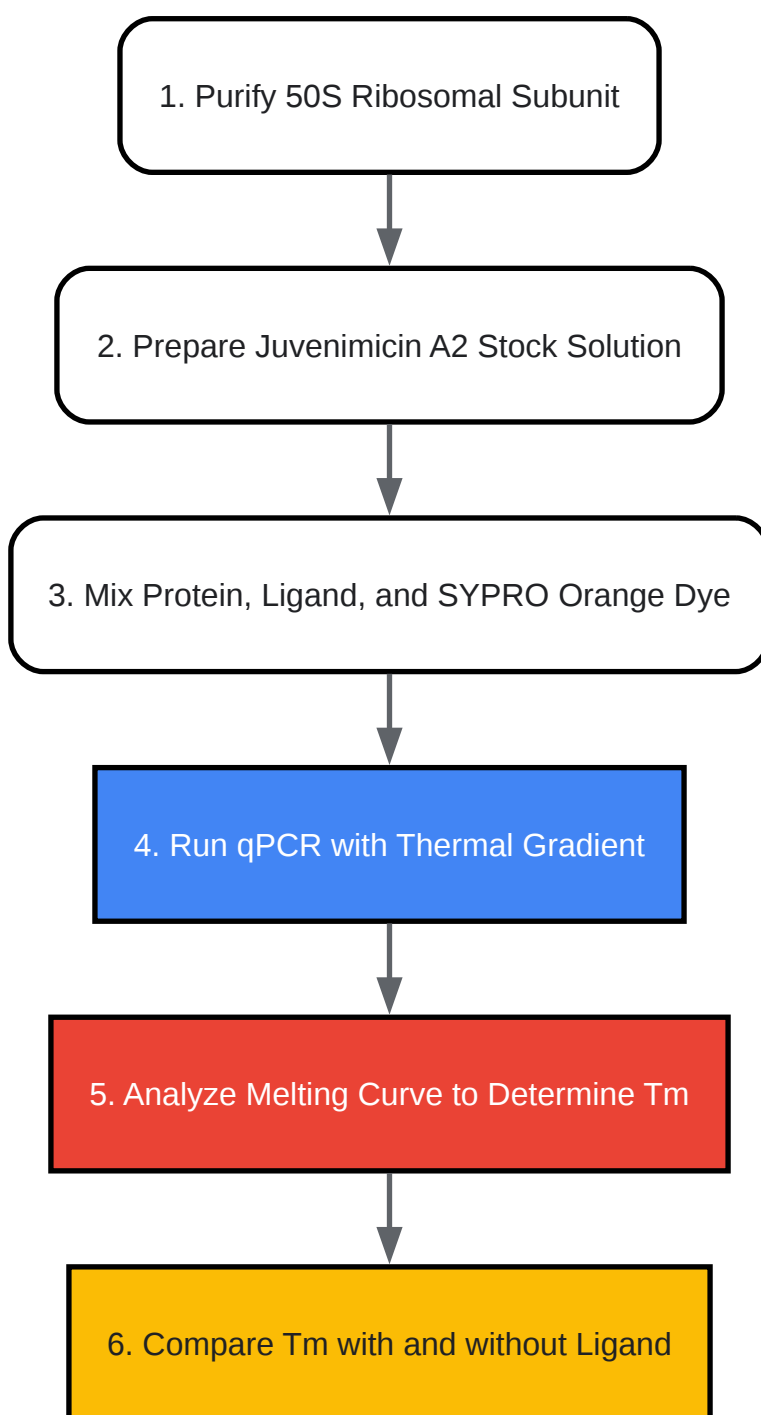 1. Purify 50S Ribosomal Subunit
2. Prepare Juvenimicin A2 Stock Solution
3. Mix Protein, Ligand, and SYPRO Orange Dye
4. Run qPCR with Thermal Gradient
5. Analyze Melting Curve to Determine Tm
6. Compare Tm with and without Ligand